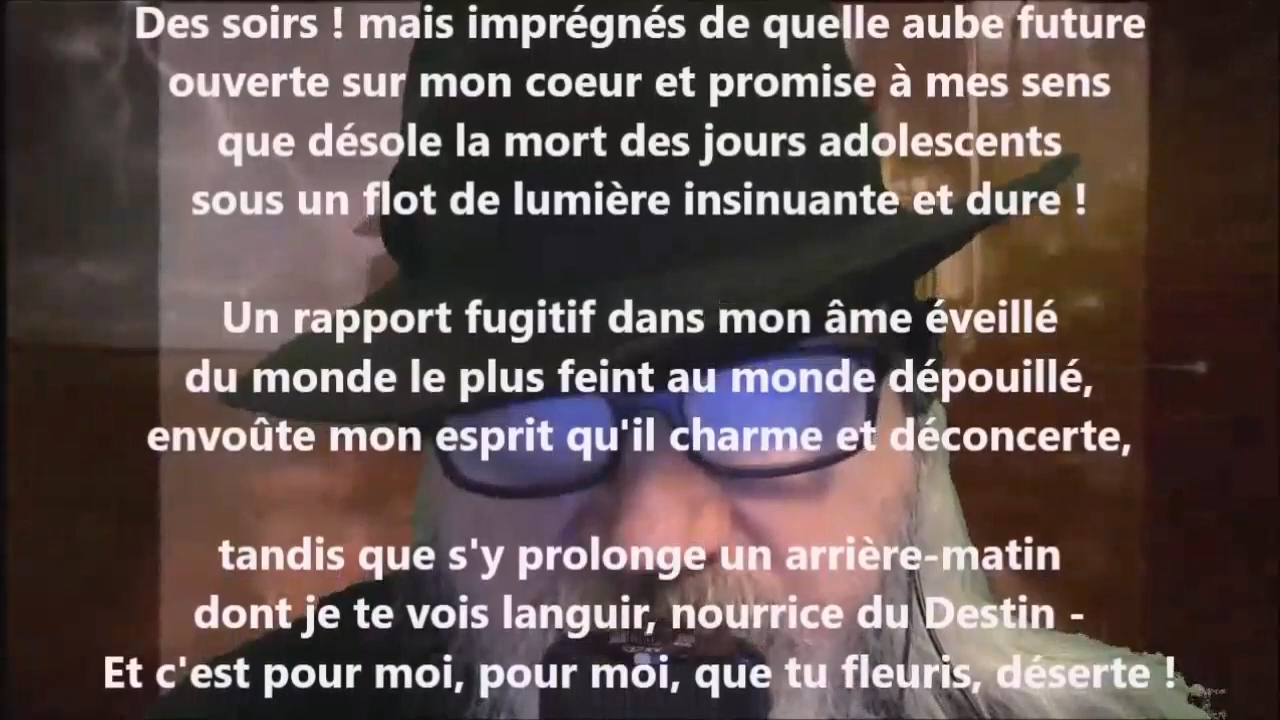 Des soirs ! mais imprégnés de quelle aube future
ouverte sur mon coeur et promise à mes sens
que désole la mort des jours adolescents
sous un flot de lumière insinuante et dure !
Un rapport fugitif dans mon âme éveillé
du monde le plus feint au monde dépouillé,
envoûte mon esprit qu'il charme et déconcerte,
tandis que s'y prolonge un arrière-matin
dont je te vois languir, nourrice du Destin -
Et c'est pour moi, pour moi, que tu fleuris, déserte !